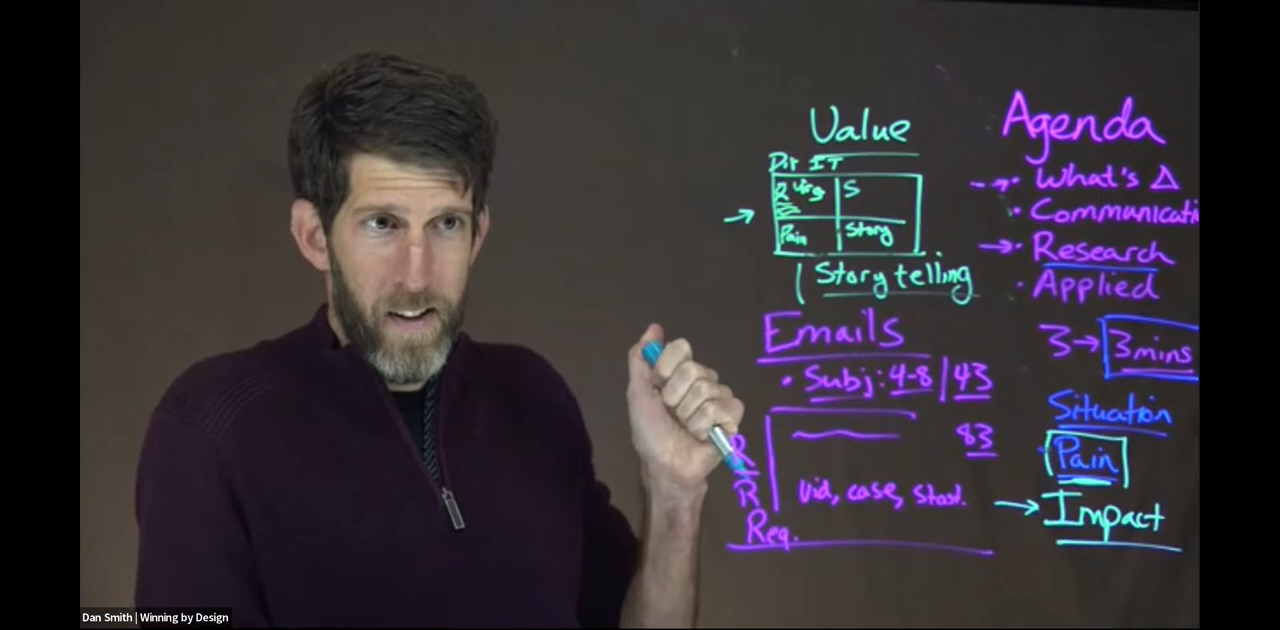 Value
Dir IT
S
Pain
Story
Story telling
Emails
• Subj: 4-8 | 43
83
R
R
Vid, case, Stat.
Req.
Agenda
→ • What's Δ
• Communicati
→ • Research
• Applied
3 → 3 mins
Situation
Pain
→ Impact
Dan Smith | Winning by Design